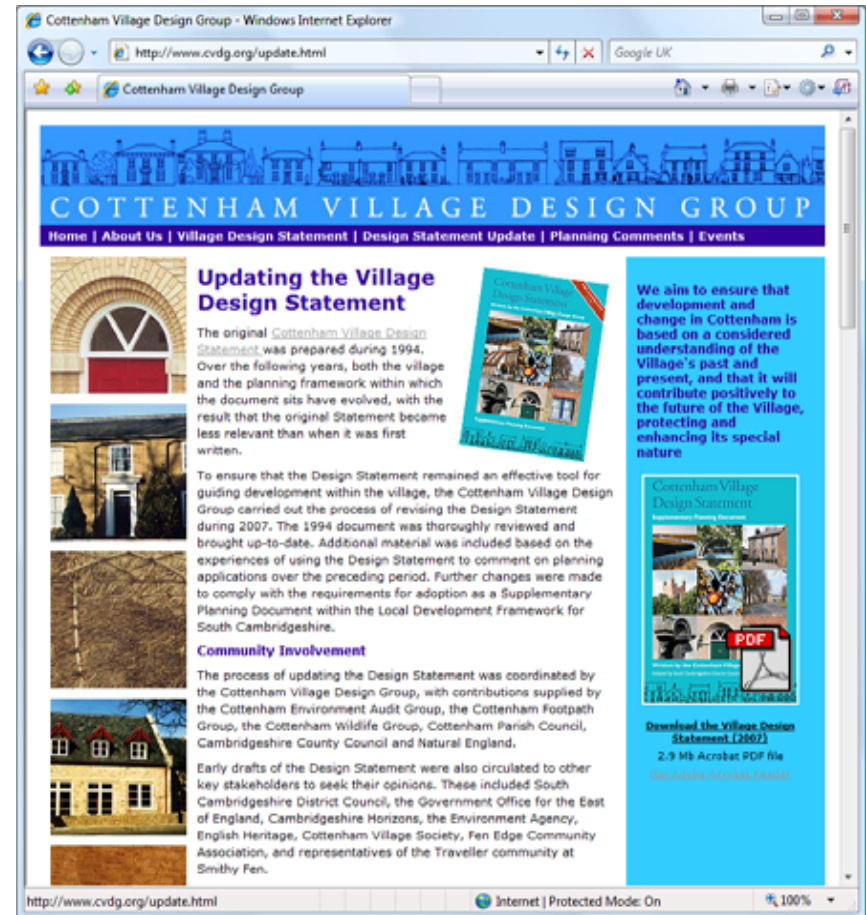 Cottenham Village Design Group - Windows Internet Explorer
http://www.cvdg.org/update.html
Google UK
Cottenham Village Design Group
COTTENHAM VILLAGE DESIGN GROUP
Home | About Us | Village Design Statement | Design Statement Update | Planning Comments | Events
Updating the Village
Design Statement
The original Cottenham Village Design
Statement was prepared during 1994.
Over the following years, both the village
and the planning framework within which
the document sits have evolved, with the
result that the original Statement became
less relevant than when it was first
written.
Cottenham Village
Design Statement
Supplementary Planning Document
To ensure that the Design Statement remained an effective tool for
guiding development within the village, the Cottenham Village Design
Group carried out the process of revising the Design Statement
during 2007. The 1994 document was thoroughly reviewed and
brought up-to-date. Additional material was included based on the
experiences of using the Design Statement to comment on planning
applications over the preceding period. Further changes were made
to comply with the requirements for adoption as a Supplementary
Planning Document within the Local Development Framework for
South Cambridgeshire.
Community Involvement
The process of updating the Design Statement was coordinated by
the Cottenham Village Design Group, with contributions supplied by
the Cottenham Environment Audit Group, the Cottenham Footpath
Group, the Cottenham Wildlife Group, Cottenham Parish Council,
Cambridgeshire County Council and Natural England.
Early drafts of the Design Statement were also circulated to other
key stakeholders to seek their opinions. These included South
Cambridgeshire District Council, the Government Office for the East
of England, Cambridgeshire Horizons, the Environment Agency,
English Heritage, Cottenham Village Society, Fen Edge Community
Association, and representatives of the Traveller community at
Smithy Fen.
We aim to ensure that
development and
change in Cottenham is
based on a considered
understanding of the
Village's past and
present, and that it will
contribute positively to
the future of the Village,
protecting and
enhancing its special
nature
Cottenham Village
Design Statement
Supplementary Planning Document
PDF
Written by the Cottenham Village
Download the Village Design
Statement (2007)
2.9 Mb Acrobat PDF file
Get Adobe Acrobat Reader
http://www.cvdg.org/update.html
Internet | Protected Mode: On
100%